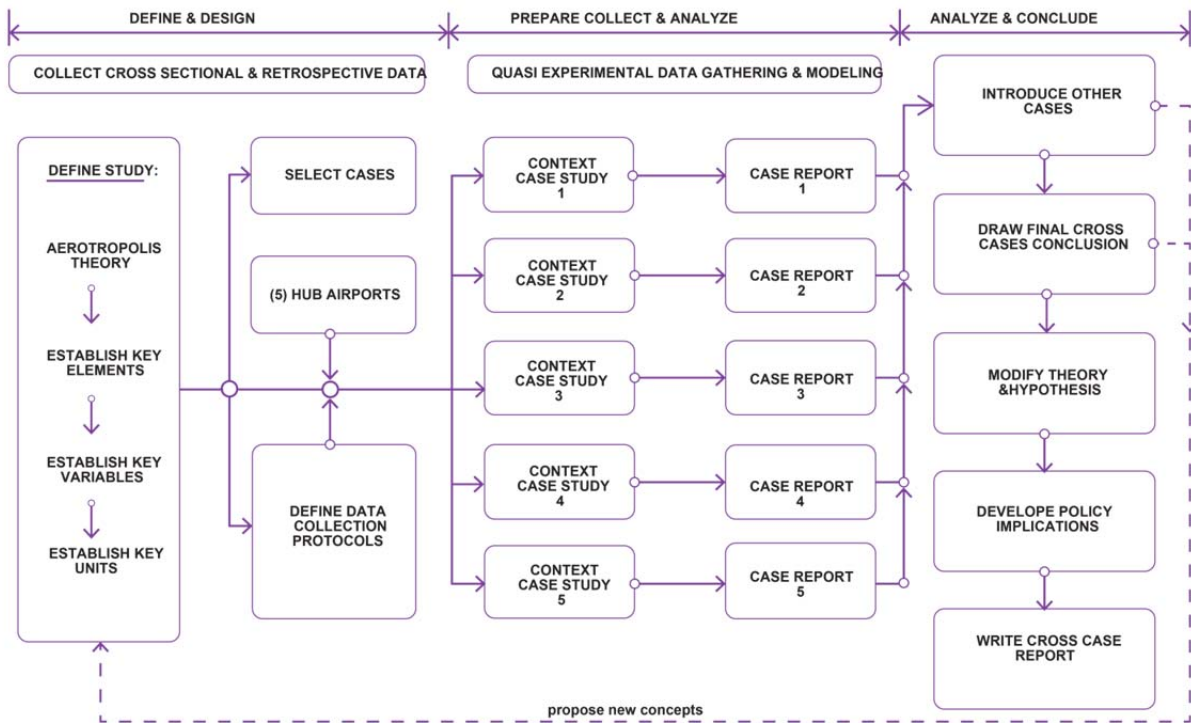 DEFINE & DESIGN
PREPARE COLLECT & ANALYZE
ANALYZE & CONCLUDE
COLLECT CROSS SECTIONAL & RETROSPECTIVE DATA
QUASI EXPERIMENTAL DATA GATHERING & MODELING
DEFINE STUDY:
AEROTROPOLIS
THEORY
ESTABLISH KEY
ELEMENTS
ESTABLISH KEY
VARIABLES
ESTABLISH KEY
UNITS
SELECT CASES
(5) HUB AIRPORTS
DEFINE DATA
COLLECTION
PROTOCOLS
CONTEXT
CASE STUDY
1
CASE REPORT
1
CONTEXT
CASE STUDY
2
CASE REPORT
2
CONTEXT
CASE STUDY
3
CASE REPORT
3
CONTEXT
CASE STUDY
4
CASE REPORT
4
CONTEXT
CASE STUDY
5
CASE REPORT
5
INTRODUCE OTHER
CASES
DRAW FINAL CROSS
CASES CONCLUSION
MODIFY THEORY
&HYPOTHESIS
DEVELOPE POLICY
IMPLICATIONS
WRITE CROSS CASE
REPORT
propose new concepts